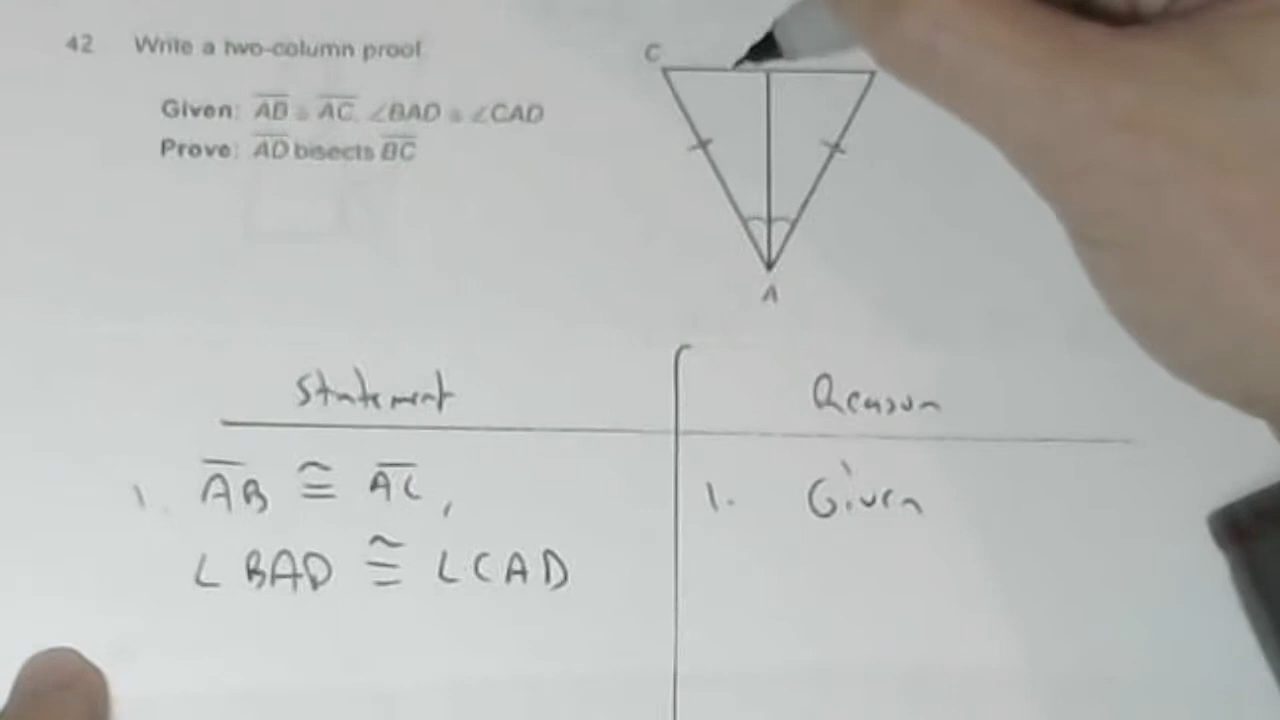 42 Write a two-column proof
Given: AB ≅ AC, ∠BAD ≅ ∠CAD
Prove: AD bisects BC
C
A
Statement
Reason
1. AB ≅ AC,
1. Given
∠BAD ≅ ∠CAD